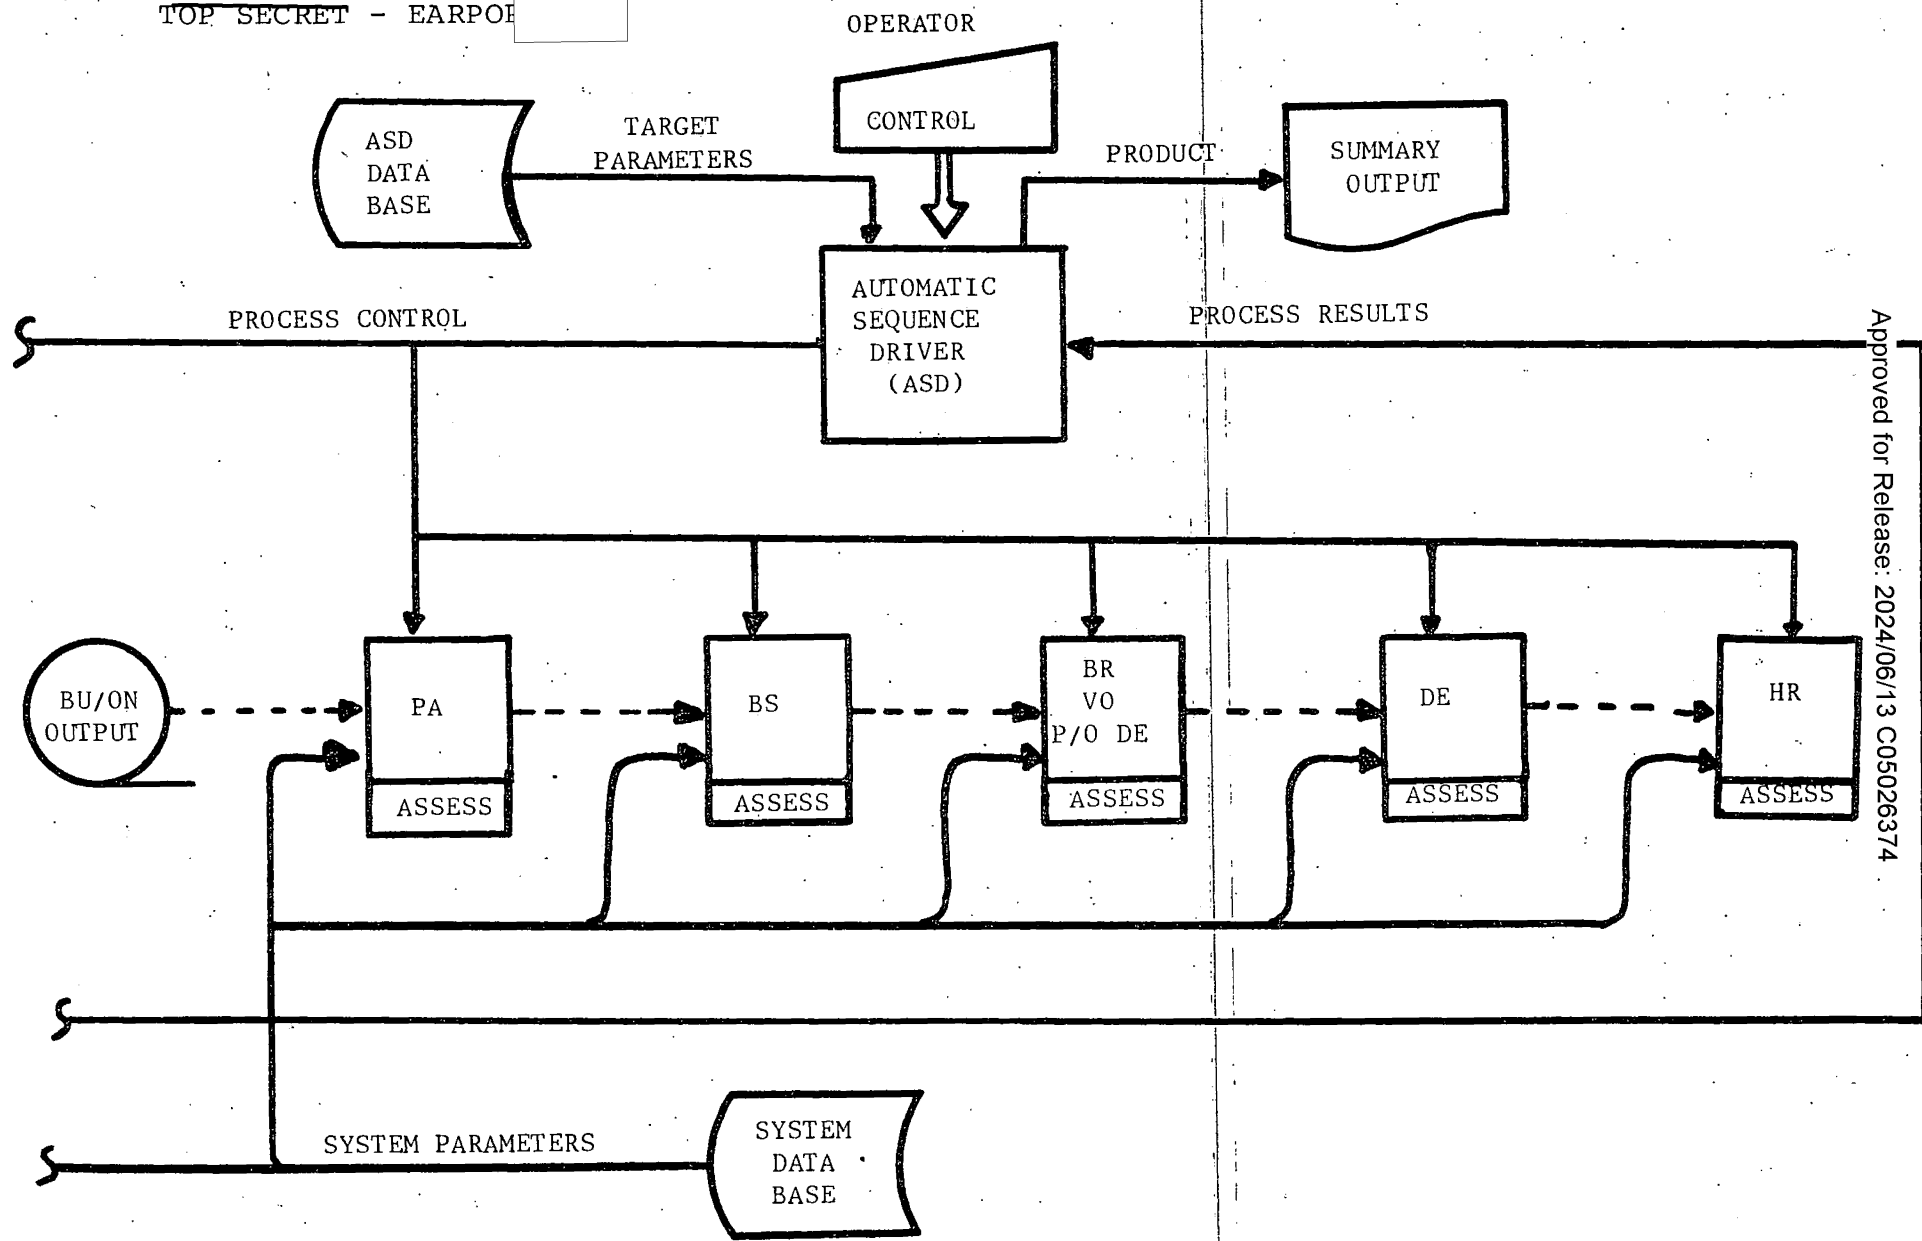 TOP SECRET - EARPOP
OPERATOR
CONTROL
ASD
DATA
BASE
TARGET
PARAMETERS
PRODUCT
SUMMARY
OUTPUT
AUTOMATIC
SEQUENCE
DRIVER
(ASD)
PROCESS CONTROL
PROCESS RESULTS
Approved for Release: 2024/06/13 C05026374
BU/ON
OUTPUT
PA
ASSESS
BS
ASSESS
BR
VO
P/O DE
ASSESS
DE
ASSESS
HR
ASSESS
SYSTEM PARAMETERS
SYSTEM
DATA
BASE